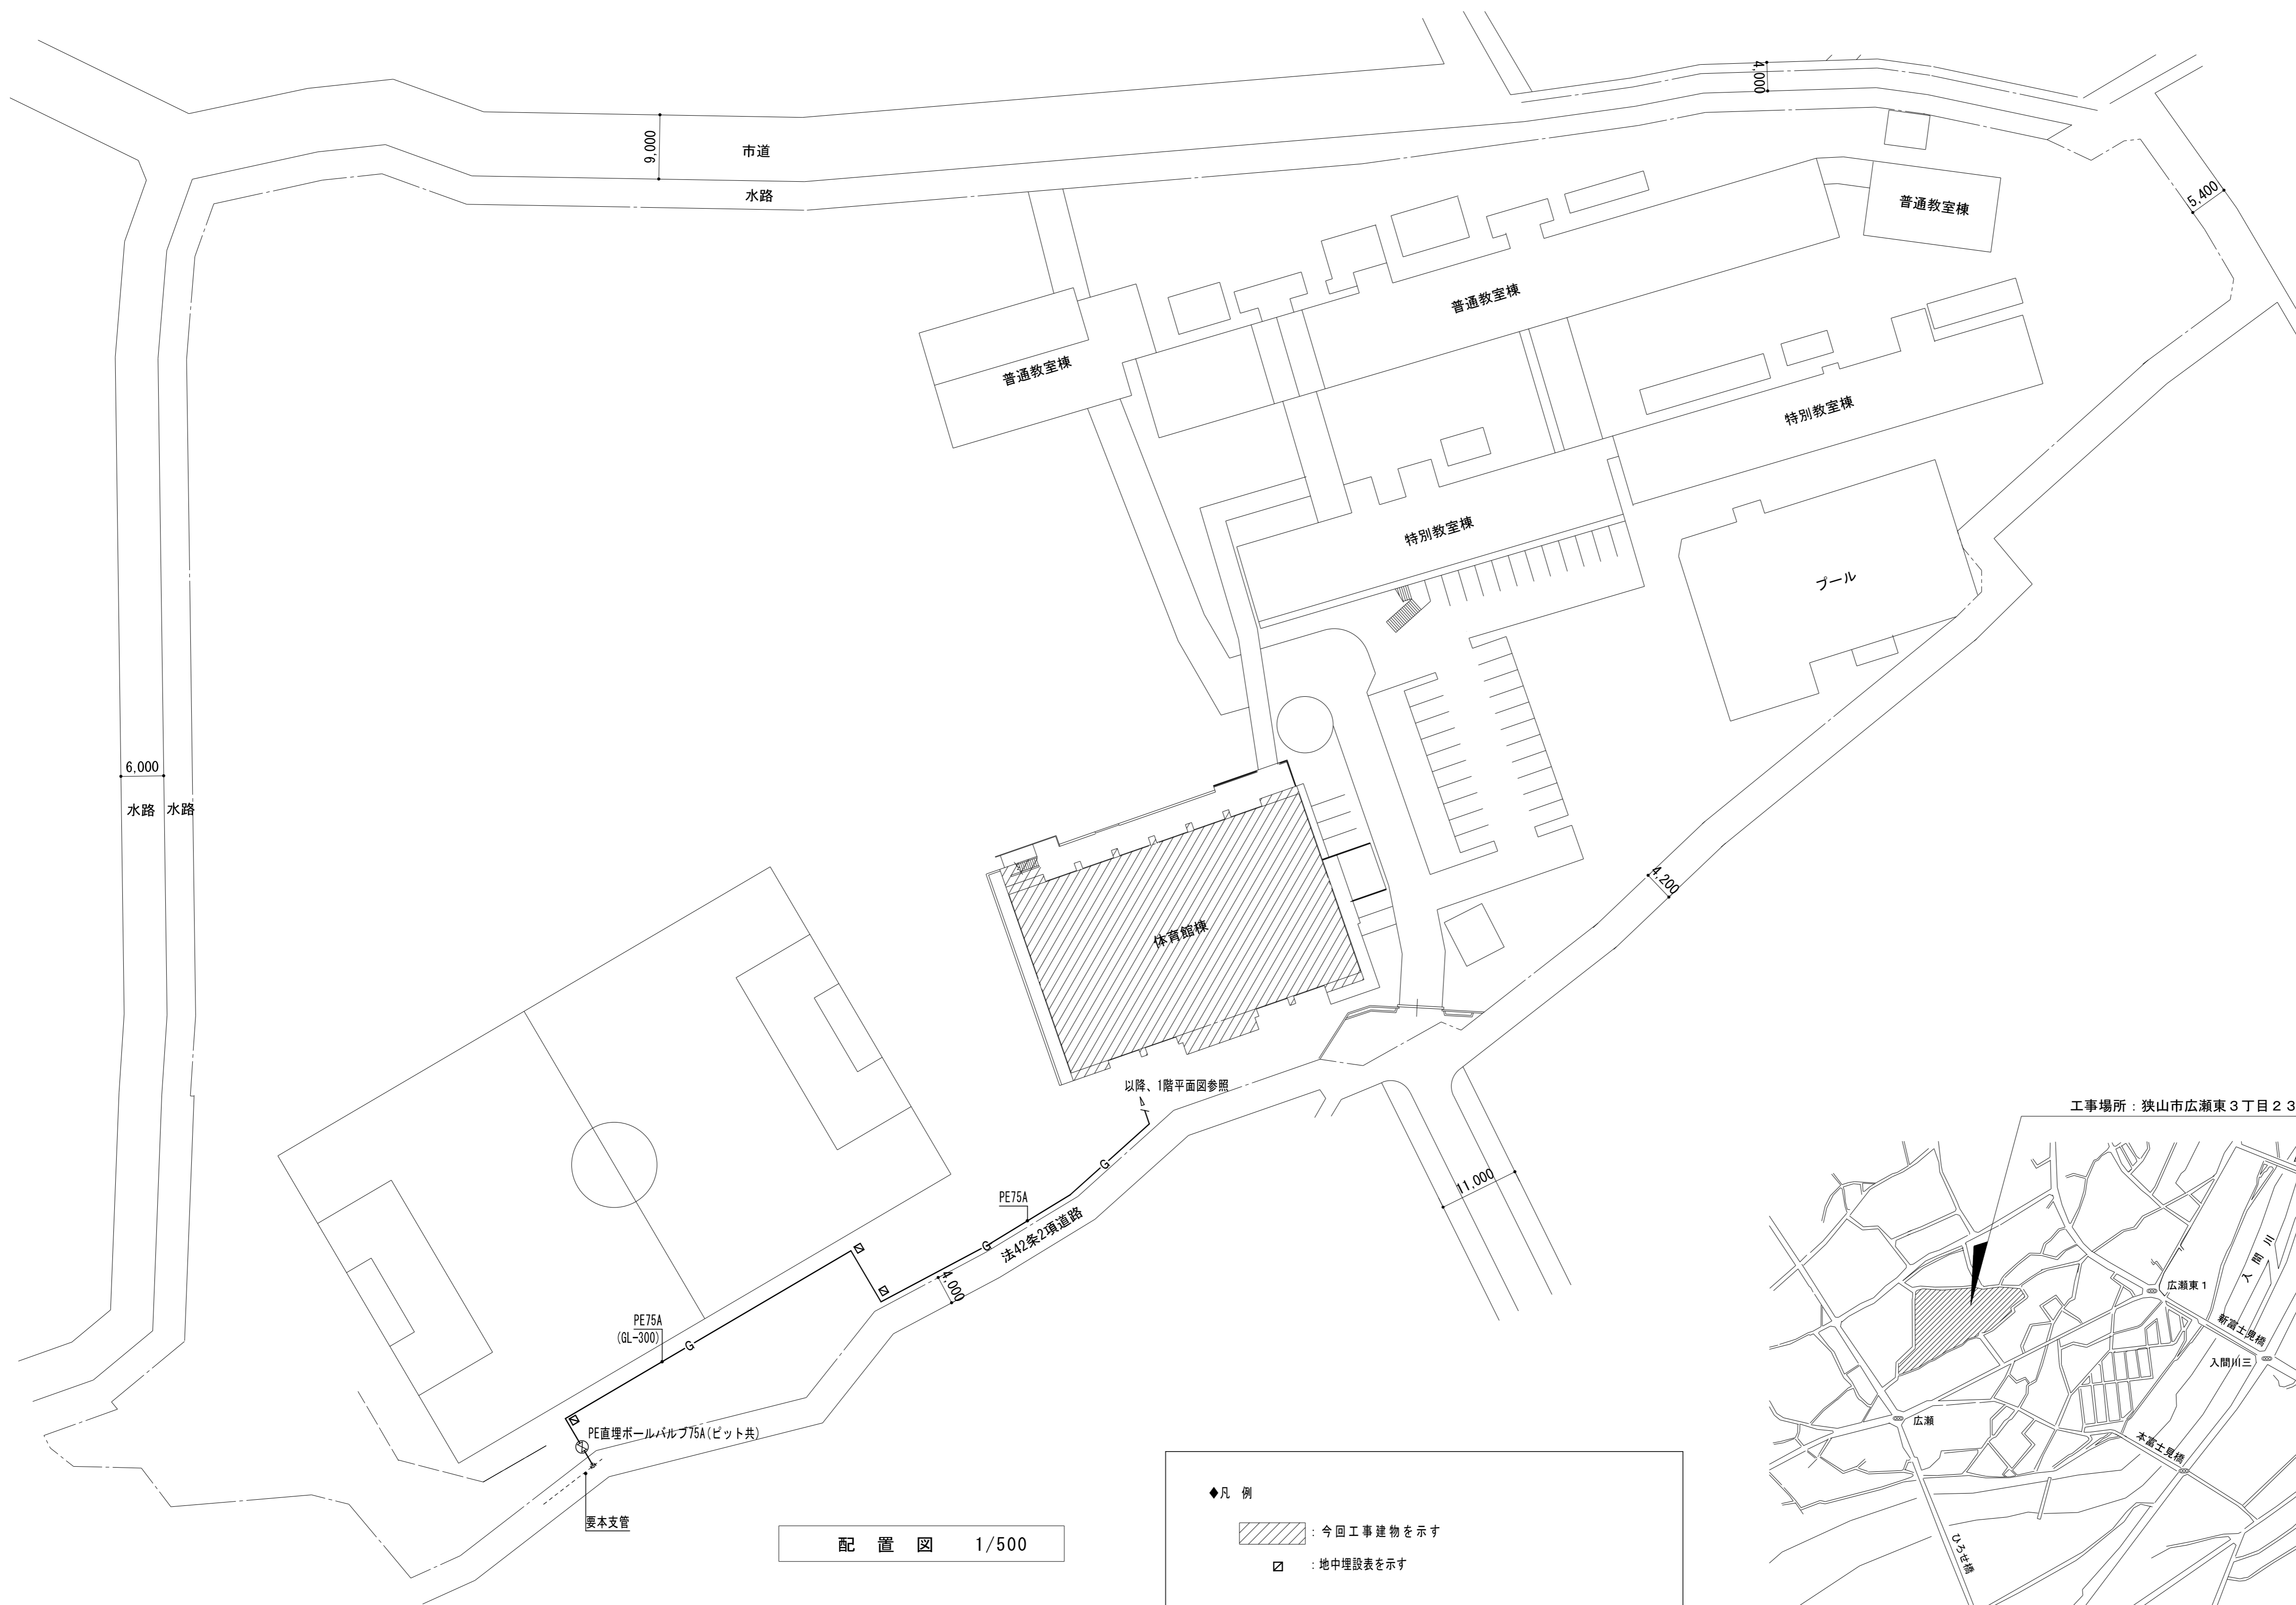 4,000
9,000
市道
水路
5,400
普通教室棟
普通教室棟
普通教室棟
特別教室棟
特別教室棟
プール
6,000
水路
水路
4,200
体育館棟
以降、1階平面図参照
工事場所：狭山市広瀬東３丁目２３
G
11,000
PE75A
法42条2項道路
G
4,000
PE75A
(GL-300)
G
PE直埋ボールバルブ75A(ピット共)
要本支管
配 置 図 1/500
◆凡 例
：今回工事建物を示す
：地中埋設表を示す
入間川
広瀬東１
新富士見橋
入間川三
広瀬
本富士見橋
ひろせ橋